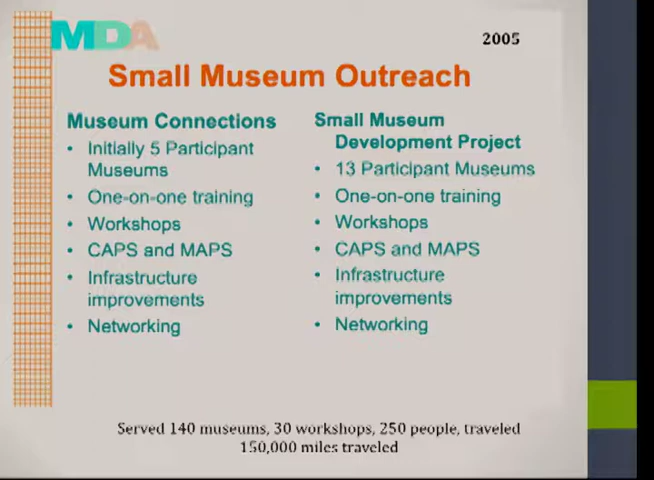 MDA
2005
Small Museum Outreach
Museum Connections
• Initially 5 Participant
Museums
• One-on-one training
• Workshops
• CAPS and MAPS
• Infrastructure
improvements
• Networking
Small Museum
Development Project
• 13 Participant Museums
• One-on-one training
• Workshops
• CAPS and MAPS
• Infrastructure
improvements
• Networking
Served 140 museums, 30 workshops, 250 people, traveled
150,000 miles traveled